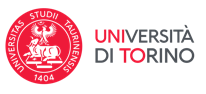 UNIVERSITAS STUDII TAURINENSIS
1404
UNIVERSITÀ
DI TORINO